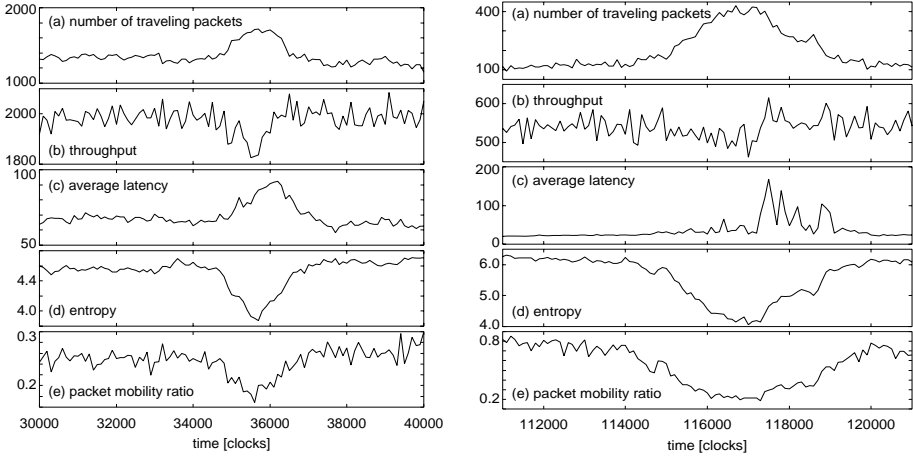 2000
(a) number of traveling packets
1000
2000
1800
(b) throughput
100
(c) average latency
50
4.4
4.0
(d) entropy
0.3
0.2
(e) packet mobility ratio
30000 32000 34000 36000 38000 40000
time [clocks]
400
(a) number of traveling packets
100
600
(b) throughput
500
200
(c) average latency
100
0
6.0
5.0
(d) entropy
4.0
0.8
(e) packet mobility ratio
0.2
112000 114000 116000 118000 120000
time [clocks]